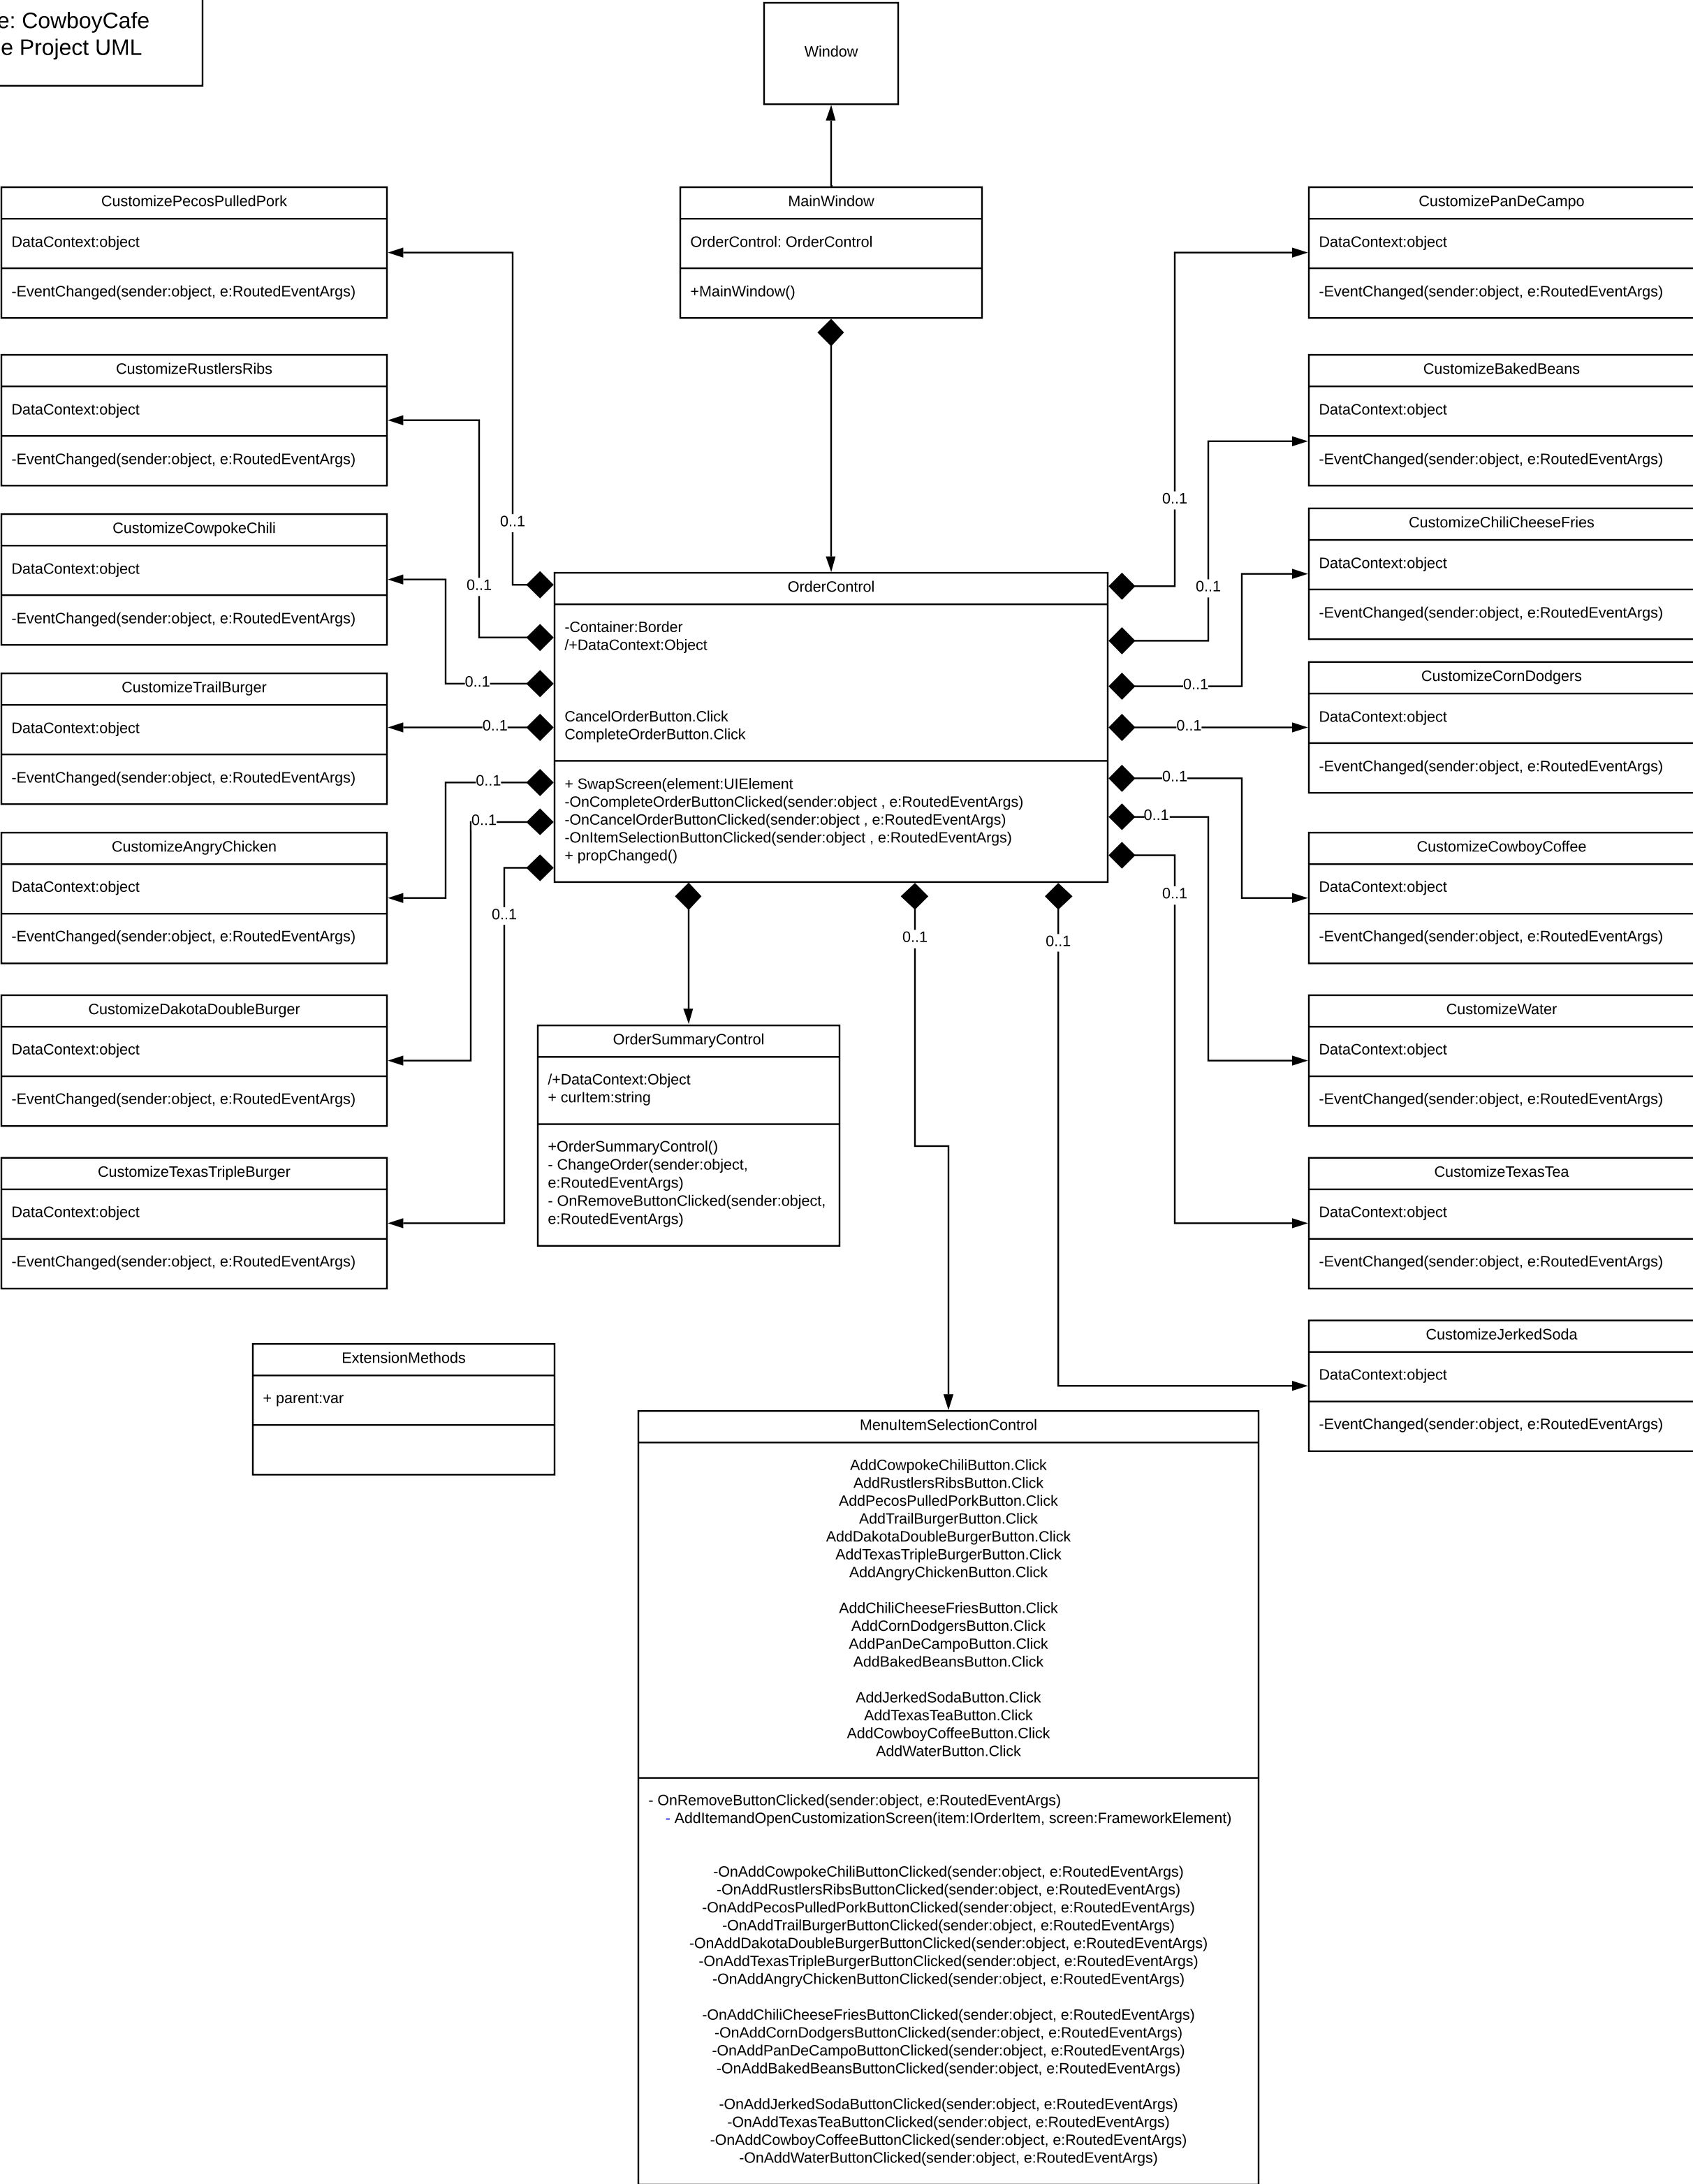 e: CowboyCafe
e Project UML
Window
CustomizePecosPulledPork
DataContext:object
-EventChanged(sender:object, e:RoutedEventArgs)
MainWindow
OrderControl: OrderControl
+MainWindow()
CustomizePanDeCampo
DataContext:object
-EventChanged(sender:object, e:RoutedEventArgs)
CustomizeRustlersRibs
DataContext:object
-EventChanged(sender:object, e:RoutedEventArgs)
CustomizeBakedBeans
DataContext:object
-EventChanged(sender:object, e:RoutedEventArgs)
CustomizeCowpokeChili
DataContext:object
-EventChanged(sender:object, e:RoutedEventArgs)
CustomizeChiliCheeseFries
DataContext:object
-EventChanged(sender:object, e:RoutedEventArgs)
0..1
0..1
0..1
0..1
0..1
0..1
0..1
OrderControl
-Container:Border
/+DataContext:Object
CancelOrderButton.Click
CompleteOrderButton.Click
+ SwapScreen(element:UIElement
-OnCompleteOrderButtonClicked(sender:object , e:RoutedEventArgs)
-OnCancelOrderButtonClicked(sender:object , e:RoutedEventArgs)
-OnItemSelectionButtonClicked(sender:object , e:RoutedEventArgs)
+ propChanged()
0..1
0..1
0..1
0..1
0..1
0..1
0..1
0..1
0..1
CustomizeTrailBurger
DataContext:object
-EventChanged(sender:object, e:RoutedEventArgs)
CustomizeCornDodgers
DataContext:object
-EventChanged(sender:object, e:RoutedEventArgs)
CustomizeAngryChicken
DataContext:object
-EventChanged(sender:object, e:RoutedEventArgs)
CustomizeCowboyCoffee
DataContext:object
-EventChanged(sender:object, e:RoutedEventArgs)
CustomizeDakotaDoubleBurger
DataContext:object
-EventChanged(sender:object, e:RoutedEventArgs)
OrderSummaryControl
/+DataContext:Object
+ curItem:string
+OrderSummaryControl()
- ChangeOrder(sender:object,
e:RoutedEventArgs)
- OnRemoveButtonClicked(sender:object,
e:RoutedEventArgs)
CustomizeWater
DataContext:object
-EventChanged(sender:object, e:RoutedEventArgs)
CustomizeTexasTripleBurger
DataContext:object
-EventChanged(sender:object, e:RoutedEventArgs)
CustomizeTexasTea
DataContext:object
-EventChanged(sender:object, e:RoutedEventArgs)
ExtensionMethods
+ parent:var
CustomizeJerkedSoda
DataContext:object
-EventChanged(sender:object, e:RoutedEventArgs)
MenuItemSelectionControl
AddCowpokeChiliButton.Click
AddRustlersRibsButton.Click
AddPecosPulledPorkButton.Click
AddTrailBurgerButton.Click
AddDakotaDoubleBurgerButton.Click
AddTexasTripleBurgerButton.Click
AddAngryChickenButton.Click
AddChiliCheeseFriesButton.Click
AddCornDodgersButton.Click
AddPanDeCampoButton.Click
AddBakedBeansButton.Click
AddJerkedSodaButton.Click
AddTexasTeaButton.Click
AddCowboyCoffeeButton.Click
AddWaterButton.Click
- OnRemoveButtonClicked(sender:object, e:RoutedEventArgs)
- AddItemandOpenCustomizationScreen(item:IOrderItem, screen:FrameworkElement)
-OnAddCowpokeChiliButtonClicked(sender:object, e:RoutedEventArgs)
-OnAddRustlersRibsButtonClicked(sender:object, e:RoutedEventArgs)
-OnAddPecosPulledPorkButtonClicked(sender:object, e:RoutedEventArgs)
-OnAddTrailBurgerButtonClicked(sender:object, e:RoutedEventArgs)
-OnAddDakotaDoubleBurgerButtonClicked(sender:object, e:RoutedEventArgs)
-OnAddTexasTripleBurgerButtonClicked(sender:object, e:RoutedEventArgs)
-OnAddAngryChickenButtonClicked(sender:object, e:RoutedEventArgs)
-OnAddChiliCheeseFriesButtonClicked(sender:object, e:RoutedEventArgs)
-OnAddCornDodgersButtonClicked(sender:object, e:RoutedEventArgs)
-OnAddPanDeCampoButtonClicked(sender:object, e:RoutedEventArgs)
-OnAddBakedBeansButtonClicked(sender:object, e:RoutedEventArgs)
-OnAddJerkedSodaButtonClicked(sender:object, e:RoutedEventArgs)
-OnAddTexasTeaButtonClicked(sender:object, e:RoutedEventArgs)
-OnAddCowboyCoffeeButtonClicked(sender:object, e:RoutedEventArgs)
-OnAddWaterButtonClicked(sender:object, e:RoutedEventArgs)